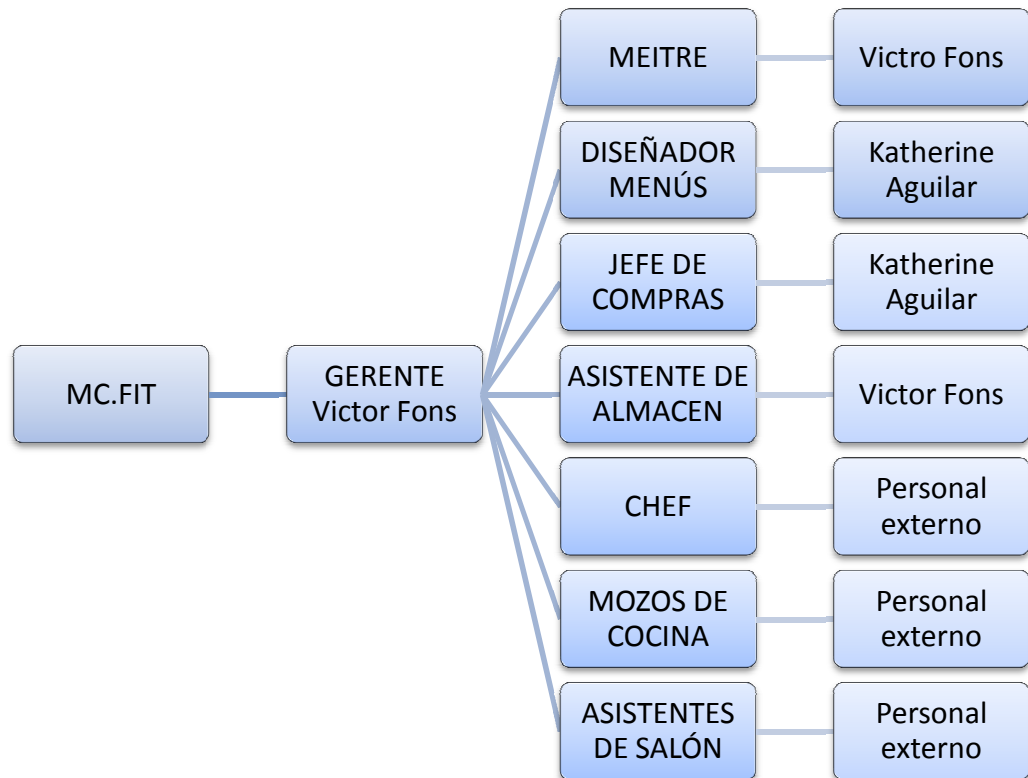 MC.FIT
GERENTE
Victor Fons
MEITRE
Victro Fons
DISEÑADOR
MENÚS
Katherine
Aguilar
JEFE DE
COMPRAS
Katherine
Aguilar
ASISTENTE DE
ALMACEN
Victor Fons
CHEF
Personal
externo
MOZOS DE
COCINA
Personal
externo
ASISTENTES
DE SALÓN
Personal
externo